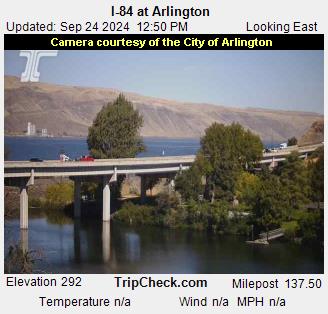 I-84 at Arlington
Updated: Sep 24 2024 12:50 PM Looking East
Camera courtesy of the City of Arlington
Elevation 292 TripCheck.com Milepost 137.50
Temperature n/a Wind n/a MPH n/a